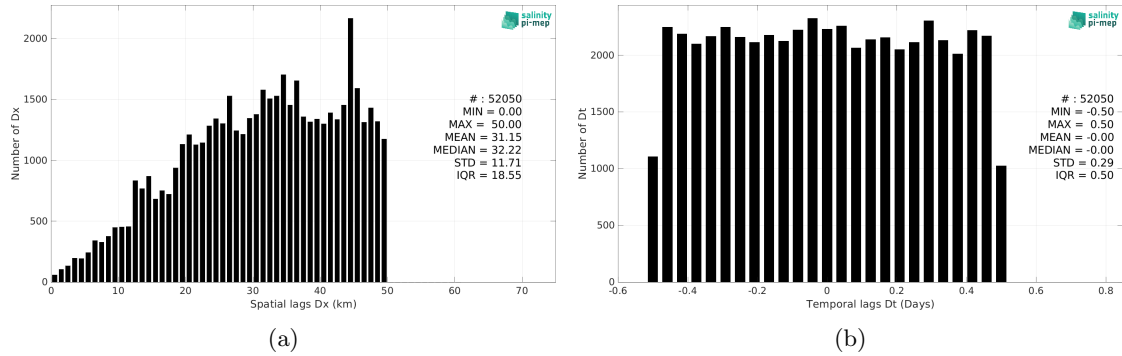 salinity
pi-mep
2000
1500
1000
500
0
Number of Dx
# : 52050
MIN = 0.00
MAX = 50.00
MEAN = 31.15
MEDIAN = 32.22
STD = 11.71
IQR = 18.55
0 10 20 30 40 50 60 70
Spatial lags Dx (km)
(a)
salinity
pi-mep
2000
1500
1000
500
0
Number of Dt
# : 52050
MIN = -0.50
MAX = 0.50
MEAN = -0.00
MEDIAN = -0.00
STD = 0.29
IQR = 0.50
-0.6 -0.4 -0.2 0 0.2 0.4 0.6 0.8
Temporal lags Dt (Days)
(b)